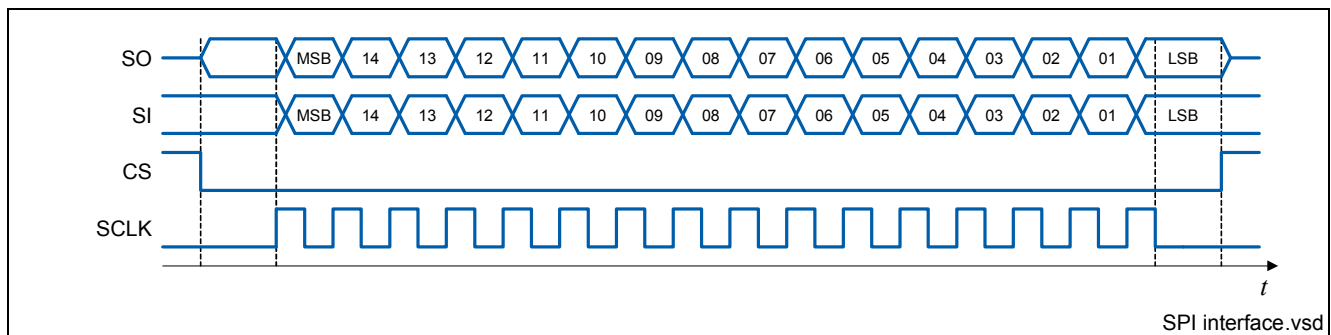 SO MSB 14 13 12 11 10 09 08 07 06 05 04 03 02 01 LSB
SI MSB 14 13 12 11 10 09 08 07 06 05 04 03 02 01 LSB
CS
SCLK
t
SPI interface.vsd